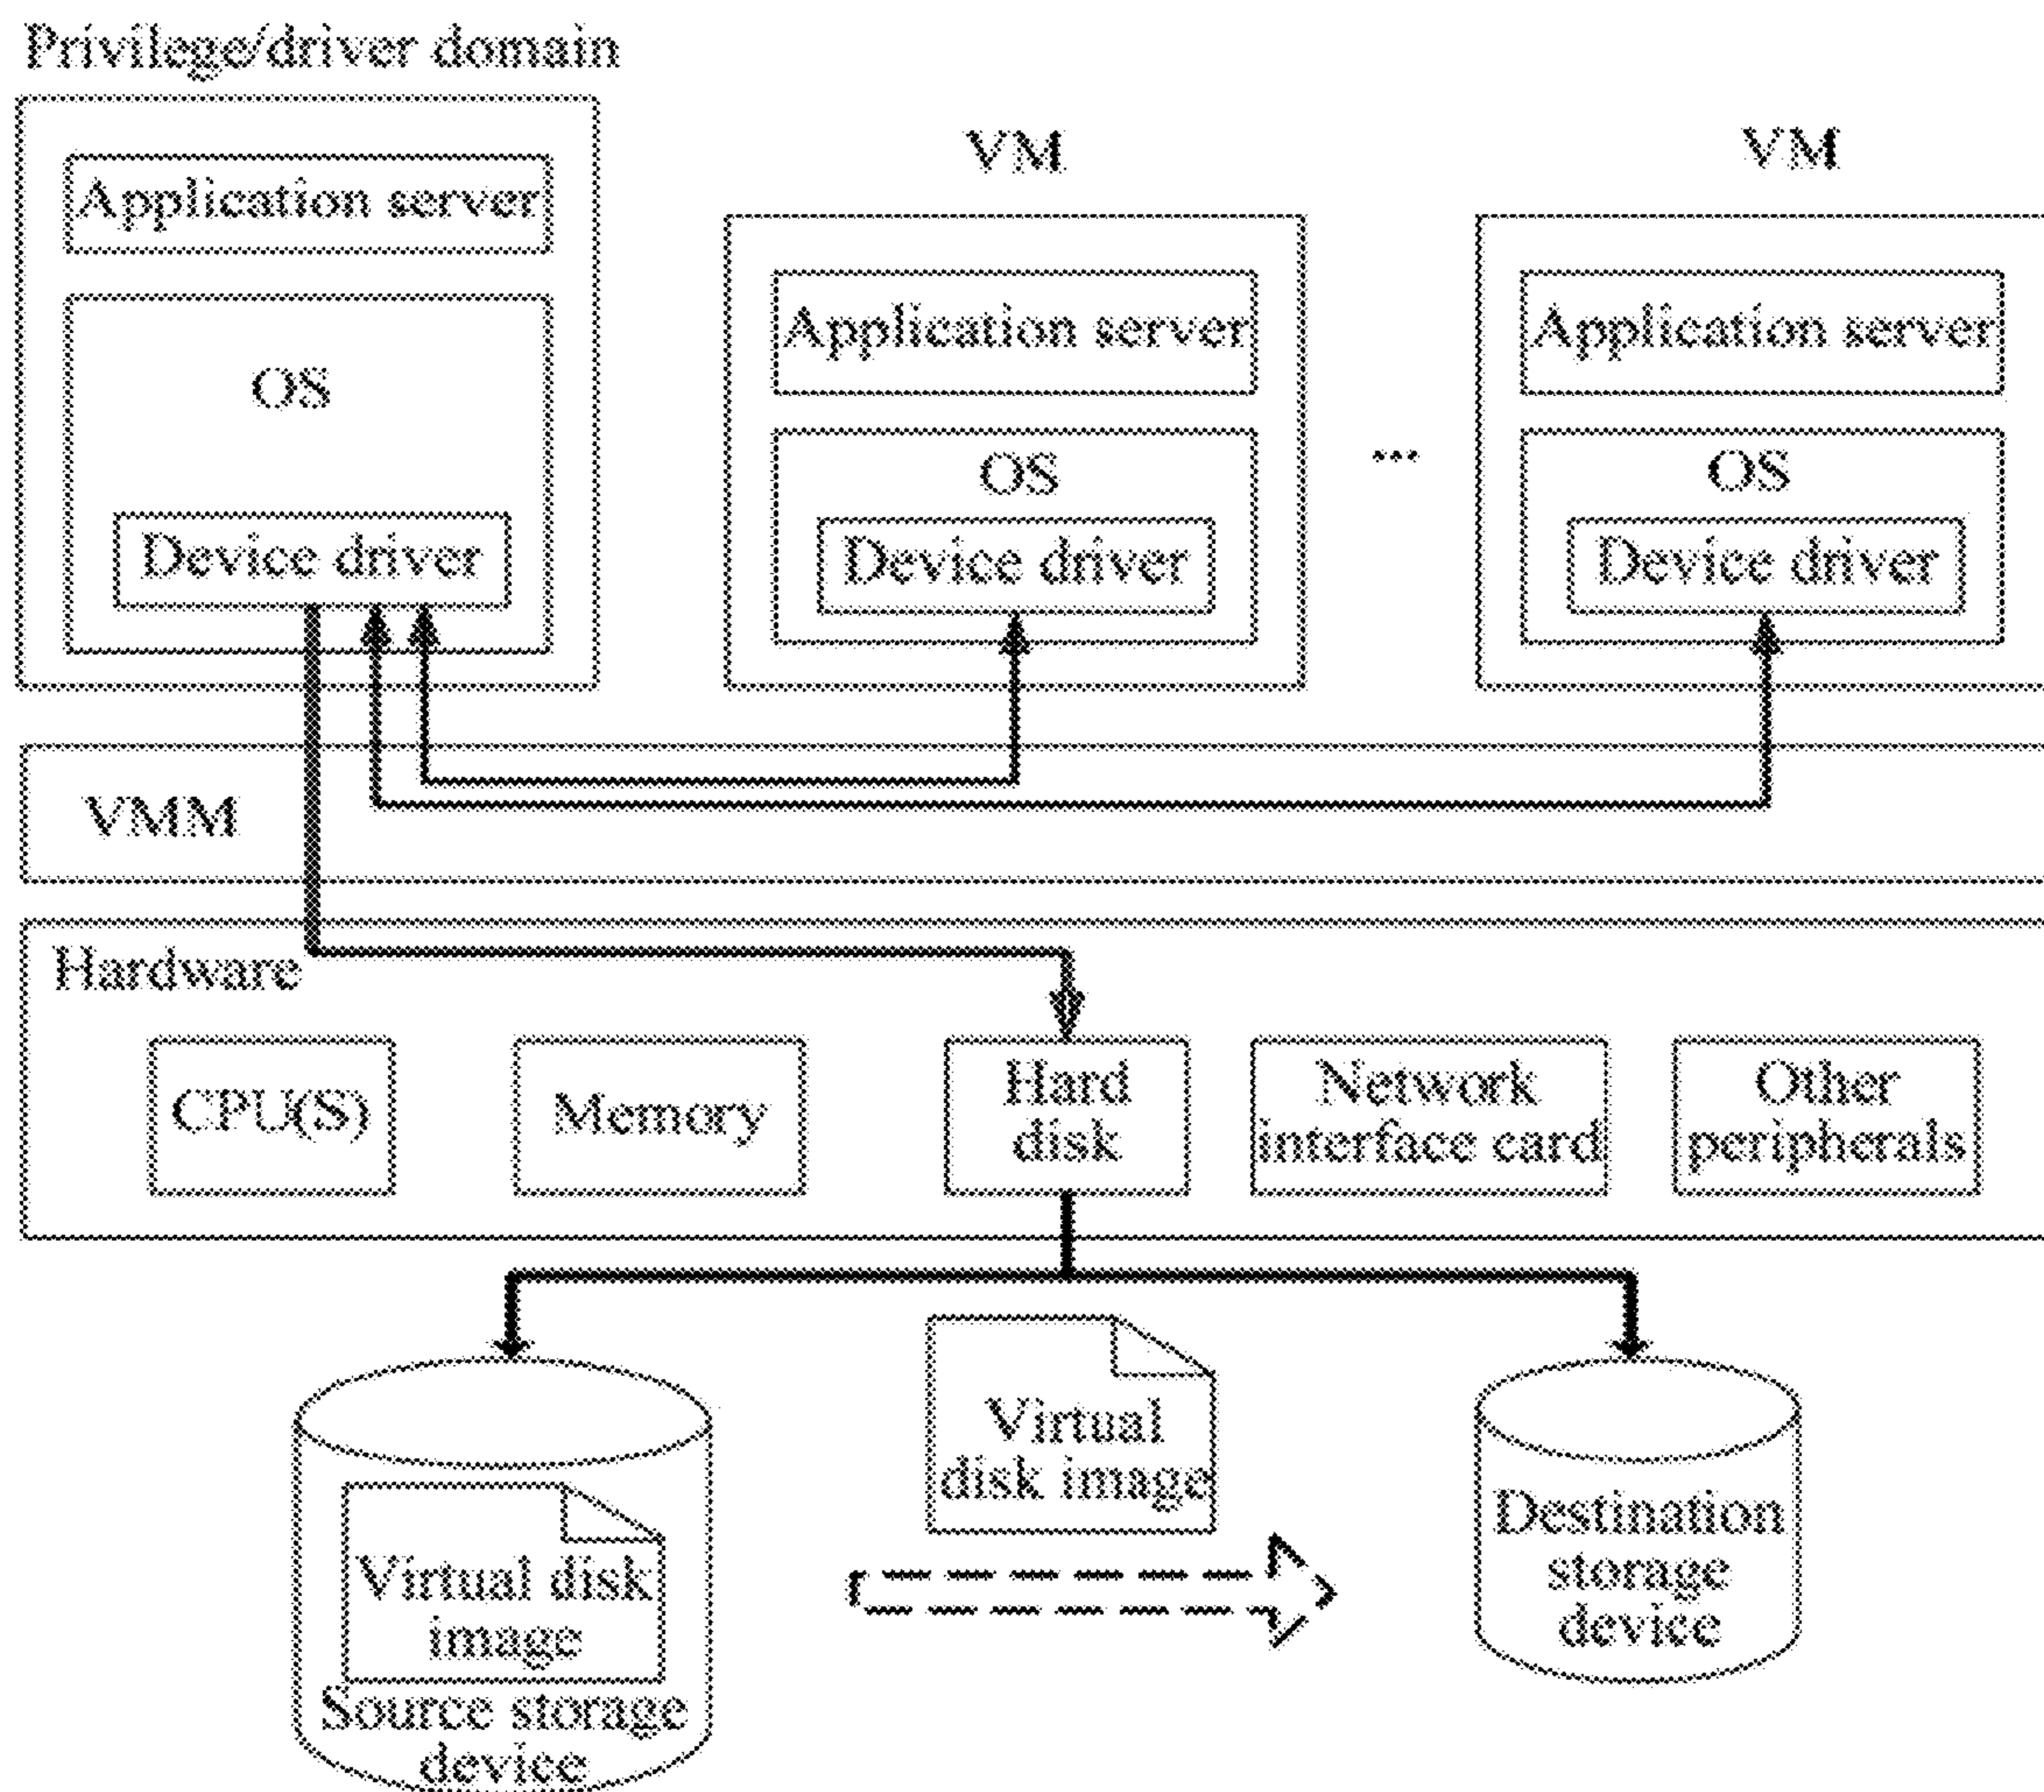 Privilege/driver domain
Application server
OS
Device driver
VM
Application server
OS
Device driver
...
VM
Application server
OS
Device driver
VMM
Hardware
CPU(S)
Memory
Hard
disk
Network
interface card
Other
peripherals
Virtual disk
image
Source storage
device
Virtual
disk image
Destination
storage
device